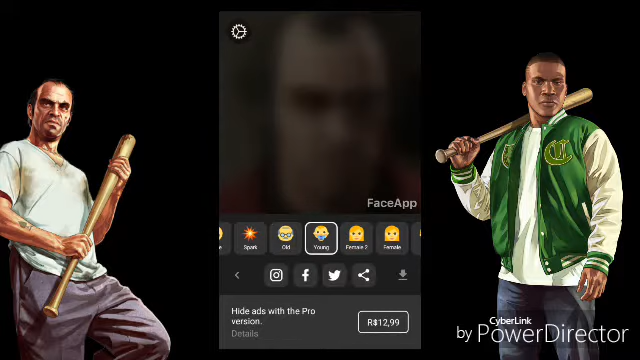 FaceApp
Spark
Old
Young
Female 2
Female
Hide ads with the Pro
version.
Details
R$12,99
C
CyberLink
by PowerDirector